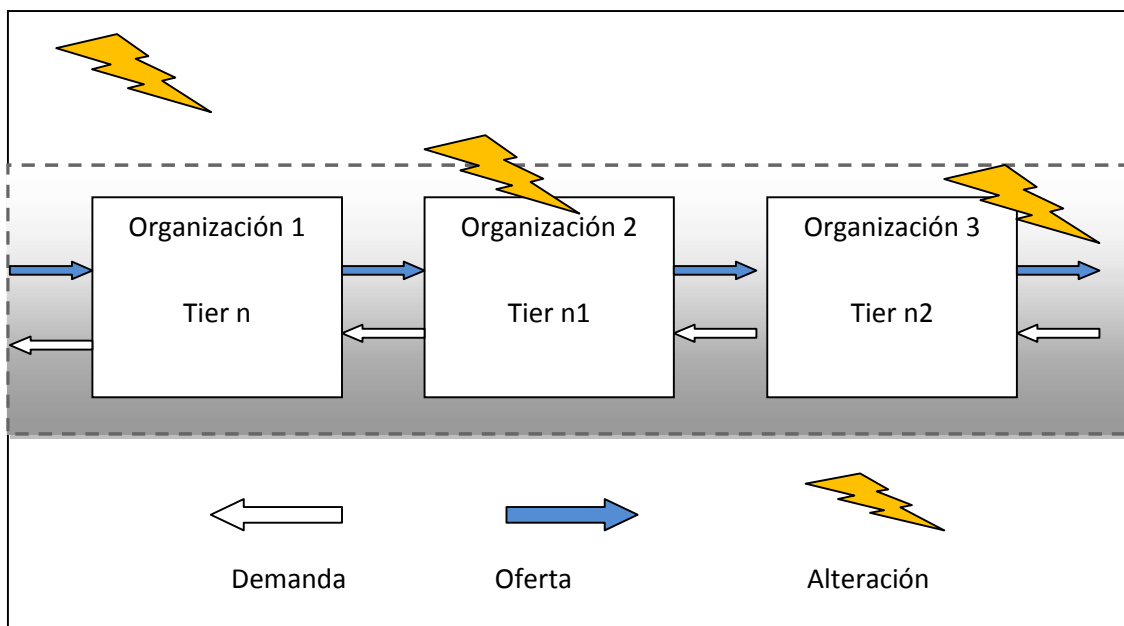 Organización 1
Organización 2
Organización 3
Tier n
Tier n1
Tier n2
Demanda
Oferta
Alteración